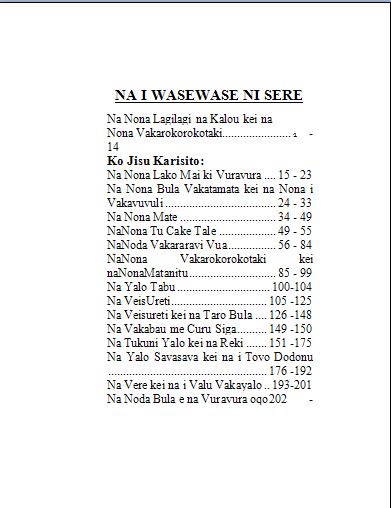 NA I WASEWASE NI SERE
Na Nona Lagilagi na Kalou kei na
Nona Vakarokorokotaki....................... 1 -
14
Ko Jisu Karisito:
Na Nona Lako Mai ki Vuravura .... 15 - 23
Na Nona Bula Vakatamata kei na Nona i
Vakavuvuli ..................................... 24 - 33
Na Nona Mate ................................ 34 - 49
NaNona Tu Cake Tale ................... 49 - 55
NaNoda Vakararavi Vua................ 56 - 84
NaNona Vakarokorokotaki kei
naNonaMatanitu ............................. 85 - 99
Na Yalo Tabu ............................... 100-104
Na VeisUreti................................ 105 -125
Na Veisureti kei na Taro Bula .... 126 -148
Na Vakabau me Curu Siga.......... 149 -150
Na Tukuni Yalo kei na Reki ....... 151 -175
Na Yalo Savasava kei na i Tovo Dodonu
..................................................... 176 -192
Na Vere kei na i Valu Vakayalo .. 193-201
Na Noda Bula e na Vuravura oqo202 -